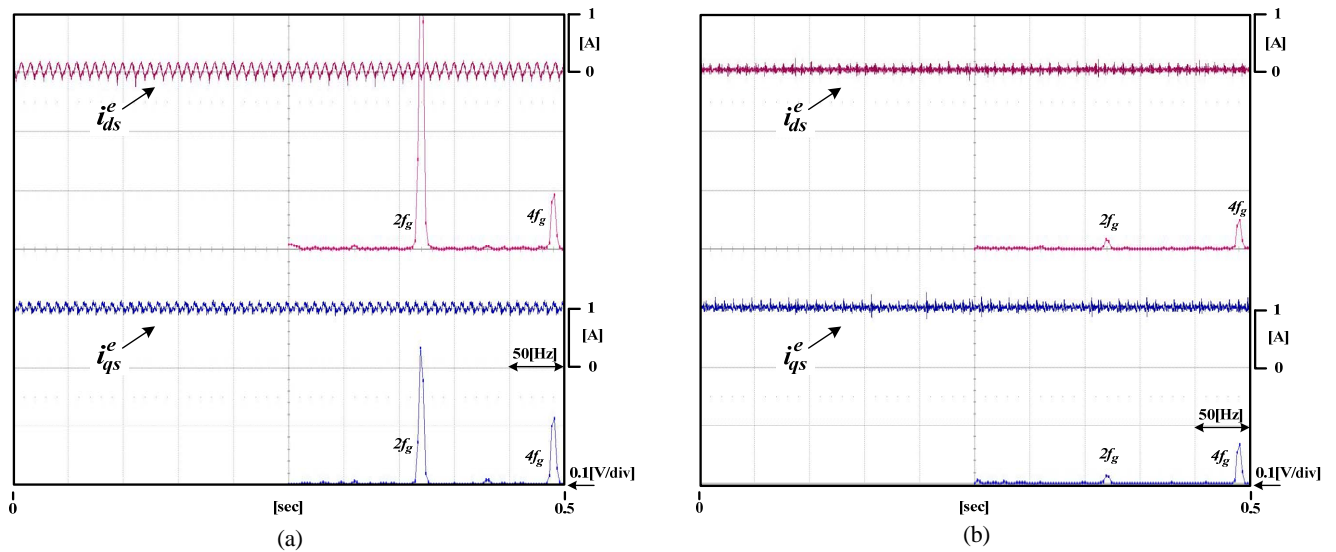 1
[A]
0
i^e_ds
2f_g
4f_g
1
[A]
0
i^e_qs
50[Hz]
2f_g
4f_g
0.1[V/div]
0
[sec]
0.5
(a)
1
[A]
0
i^e_ds
2f_g
4f_g
1
[A]
0
i^e_qs
50[Hz]
2f_g
4f_g
0.1[V/div]
0
[sec]
0.5
(b)